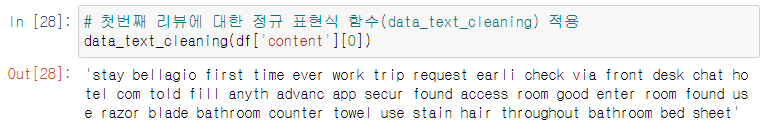 In [28]: # 첫번째 리뷰에 대한 정규 표현식 함수(data_text_cleaning) 적용
data_text_cleaning(df['content'][0])
Out[28]: 'stay bellagio first time ever work trip request earli check via front desk chat ho
tel com told fill anyth advanc app secur found access room good enter room found us
e razor blade bathroom counter towel use stain hair throughout bathroom bed sheet'